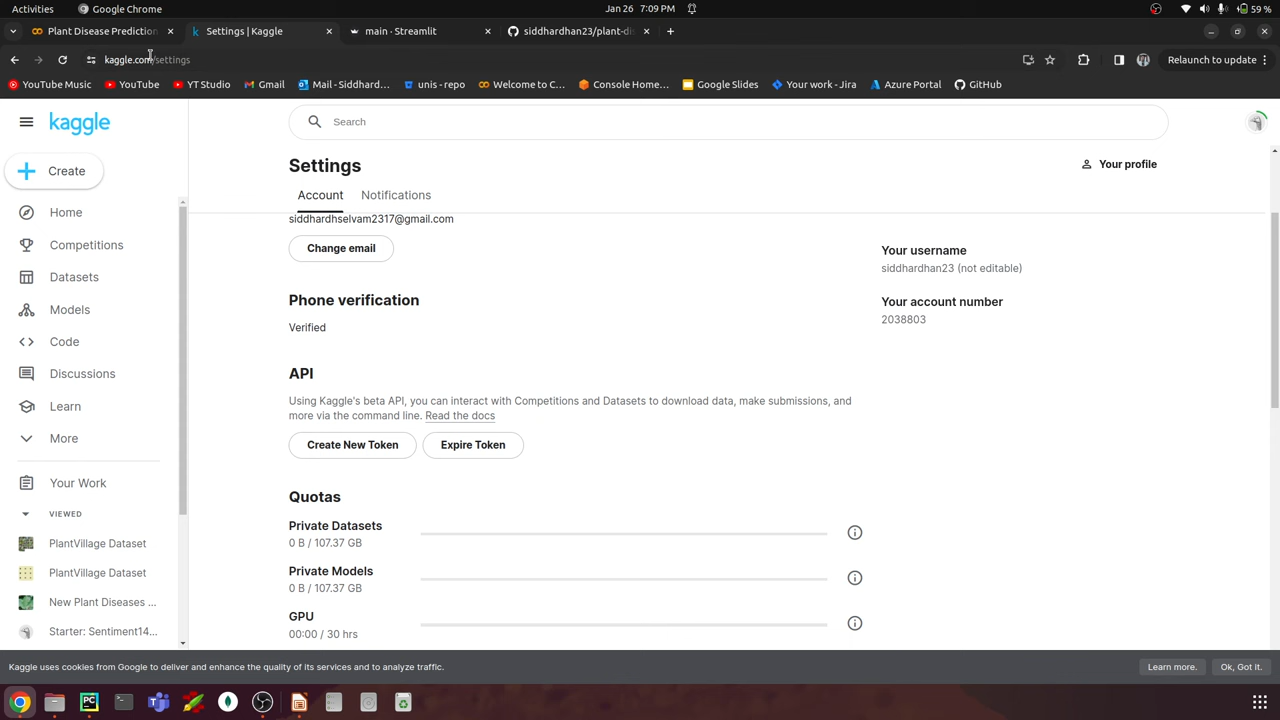 Activities
Google Chrome
Jan 26 7:09 PM
59 %
Plant Disease Prediction
Settings | Kaggle
main · Streamlit
siddhardhan23/plant-di
kaggle.com/settings
Relaunch to update
YouTube Music
YouTube
YT Studio
Gmail
Mail - Siddhard...
unis - repo
Welcome to C...
Console Home...
Google Slides
Your work - Jira
Azure Portal
GitHub
kaggle
Search
Create
Settings
Your profile
Account
Notifications
Home
Competitions
Datasets
Models
Code
Discussions
Learn
More
Your Work
VIEWED
PlantVillage Dataset
PlantVillage Dataset
New Plant Diseases ...
Starter: Sentiment14...
siddhardhselvam2317@gmail.com
Change email
Phone verification
Verified
API
Using Kaggle's beta API, you can interact with Competitions and Datasets to download data, make submissions, and
more via the command line. Read the docs
Create New Token
Expire Token
Quotas
Private Datasets
0 B / 107.37 GB
Private Models
0 B / 107.37 GB
GPU
00:00 / 30 hrs
Your username
siddhardhan23 (not editable)
Your account number
2038803
Kaggle uses cookies from Google to deliver and enhance the quality of its services and to analyze traffic.
Learn more.
Ok, Got it.